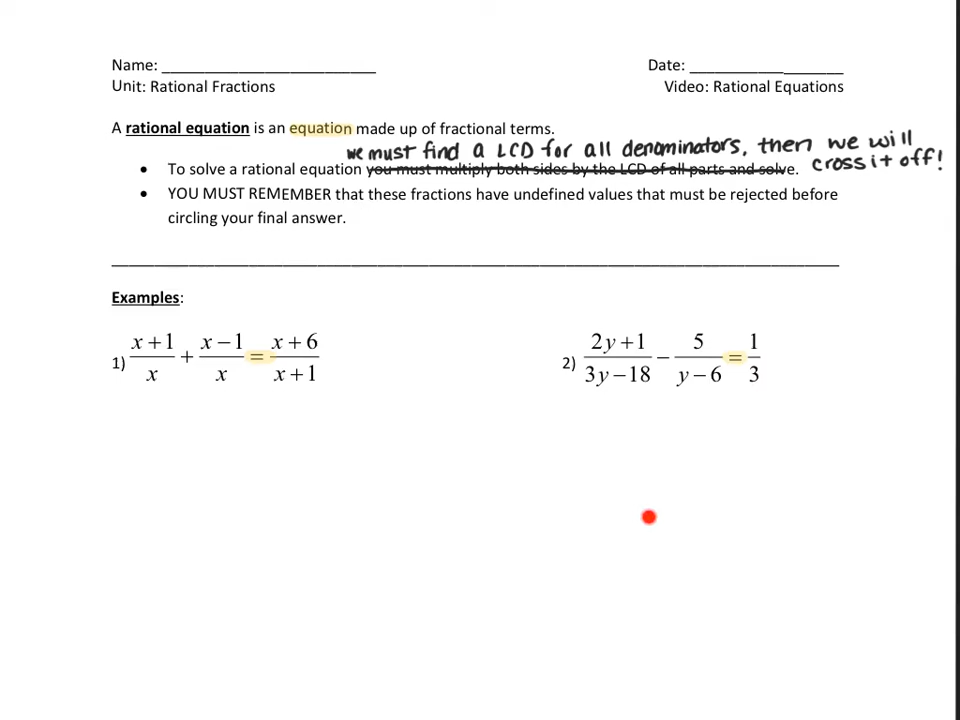 Name: _________________________ Date: __________________
Unit: Rational Fractions Video: Rational Equations
A rational equation is an equation made up of fractional terms.
we must find a LCD for all denominators, then we will
• To solve a rational equation you must multiply both sides by the LCD of all parts and solve. cross it off!
• YOU MUST REMEMBER that these fractions have undefined values that must be rejected before
circling your final answer.
Examples:
1) (x+1)/x + (x−1)/x = (x+6)/(x+1) 2) (2y+1)/(3y−18) − 5/(y−6) = 1/3